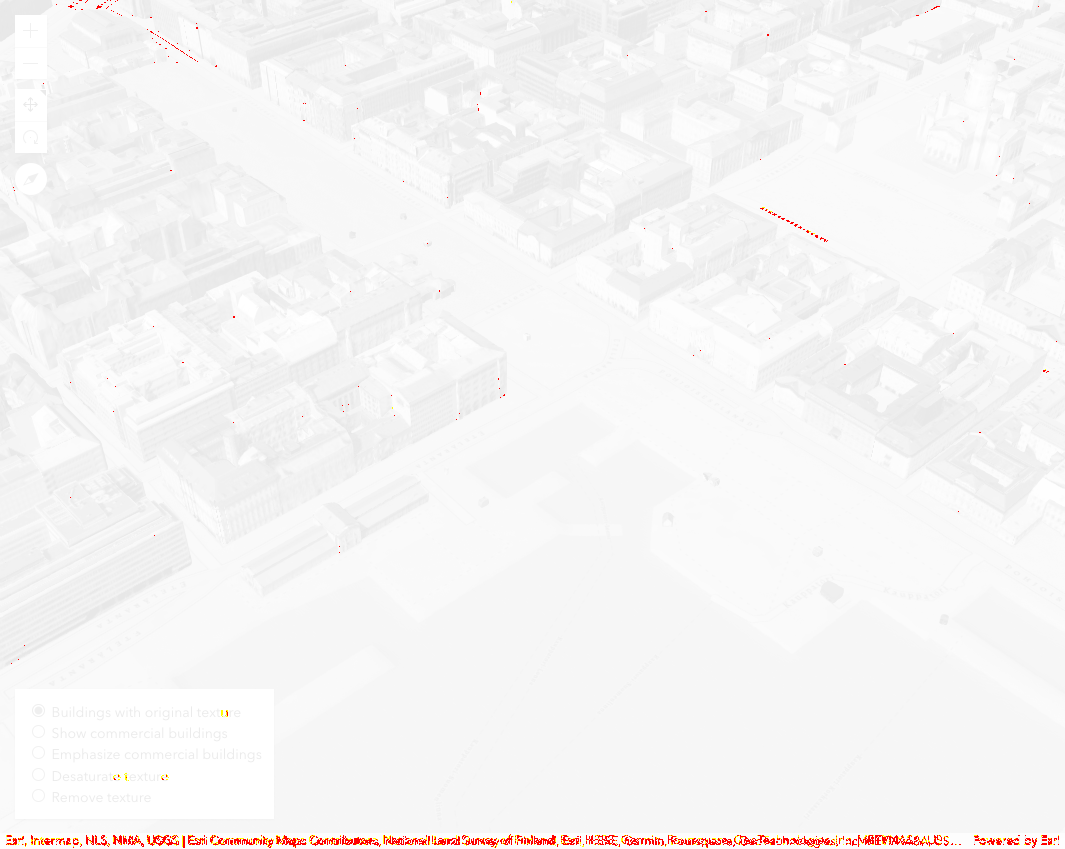 Buildings with original texture
Show commercial buildings
Emphasize commercial buildings
Desaturate texture
Remove texture
Esri, Intermap, NLS, NMA, USGS | Esri Community Maps Contributors, National Land Survey of Finland, Esri, HERE, Garmin, Foursquare, GeoTechnologies, Inc, METI/NASA, US... Powered by Esri